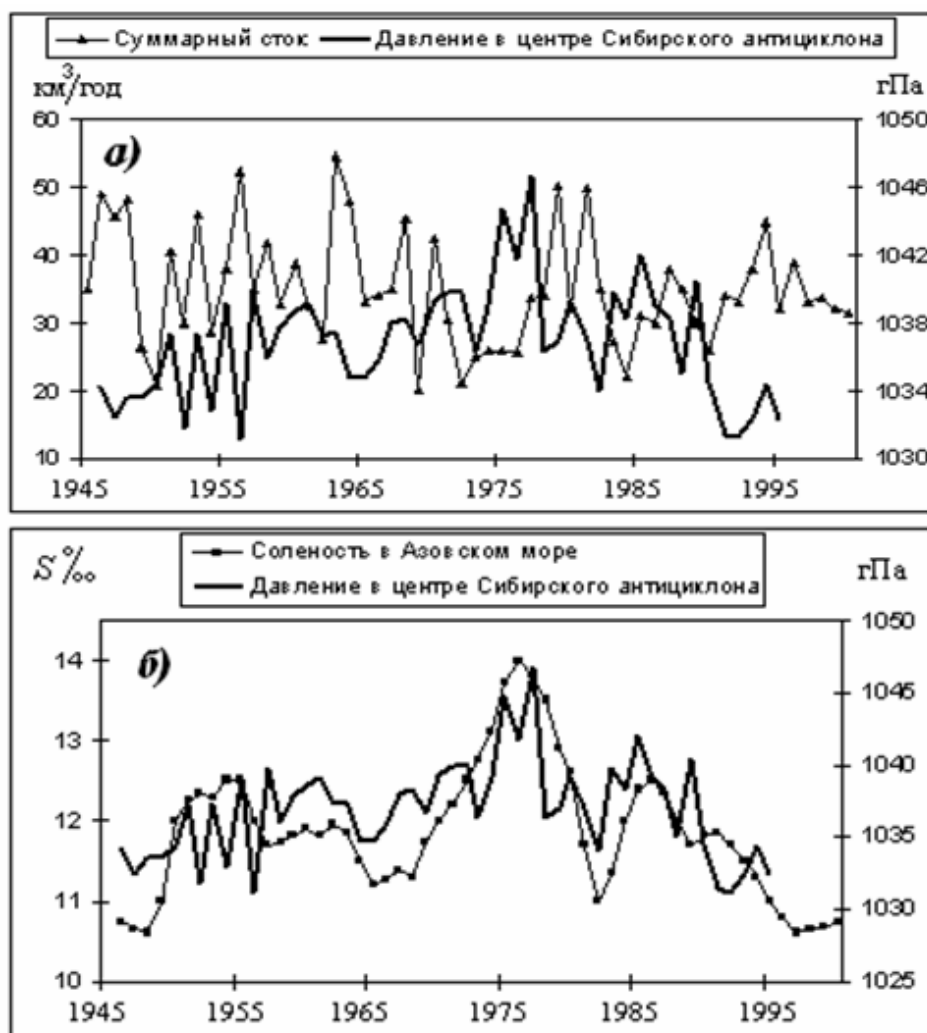 Суммарный сток Давление в центре Сибирского антициклона
км³/год гПа
а)
60 1050
50 1046
40 1042
30 1038
20 1034
10 1030
1945 1955 1965 1975 1985 1995
S ‰ Соленость в Азовском море гПа
Давление в центре Сибирского антициклона
б)
1050
14
1045
13
1040
12
1035
11
1030
10 1025
1945 1955 1965 1975 1985 1995